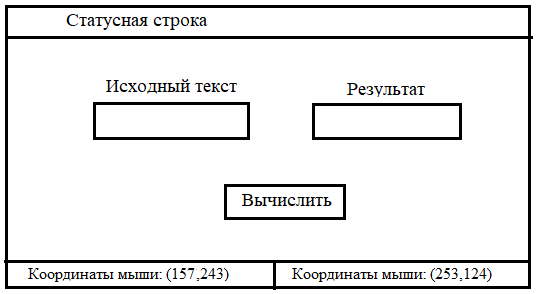 Статусная строка
Исходный текст
Результат
Вычислить
Координаты мыши: (157,243)
Координаты мыши: (253,124)